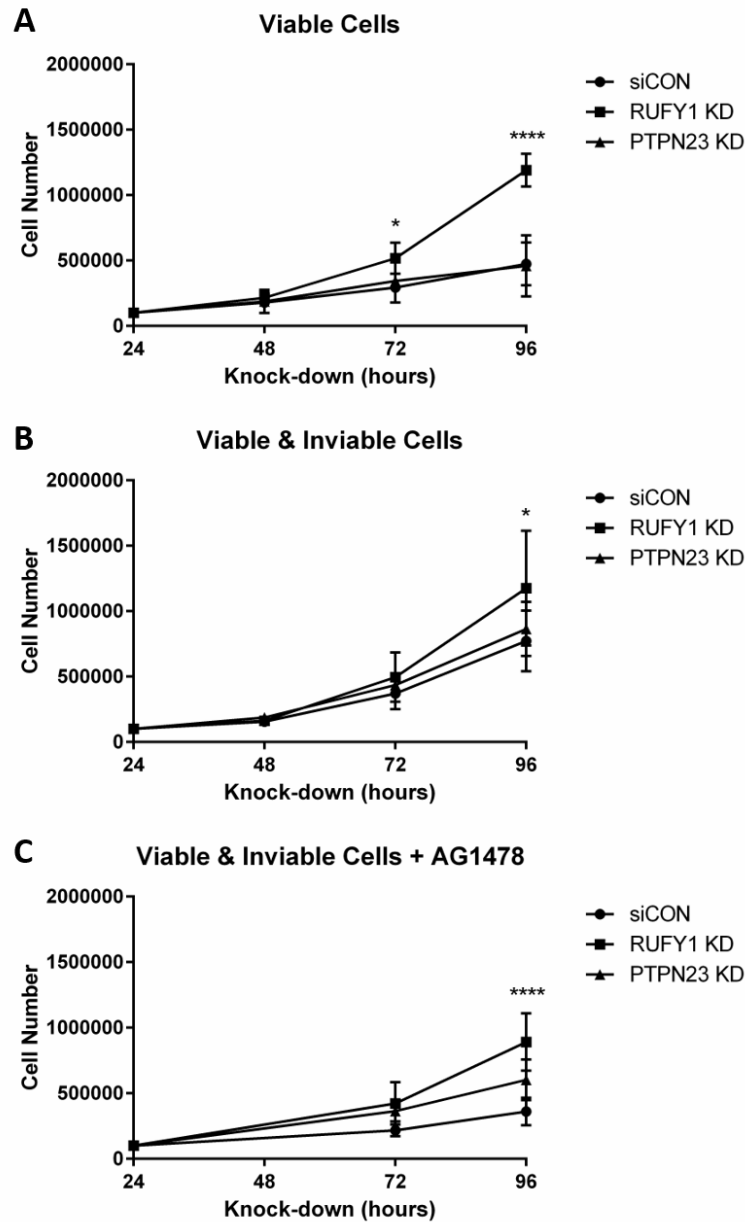 A
Viable Cells
2000000
1500000
1000000
500000
0
Cell Number
*
****
24 48 72 96
Knock-down (hours)
siCON
RUFY1 KD
PTPN23 KD
B
Viable & Inviable Cells
2000000
1500000
1000000
500000
0
Cell Number
*
24 48 72 96
Knock-down (hours)
siCON
RUFY1 KD
PTPN23 KD
C
Viable & Inviable Cells + AG1478
2000000
1500000
1000000
500000
0
Cell Number
****
24 48 72 96
Knock-down (hours)
siCON
RUFY1 KD
PTPN23 KD